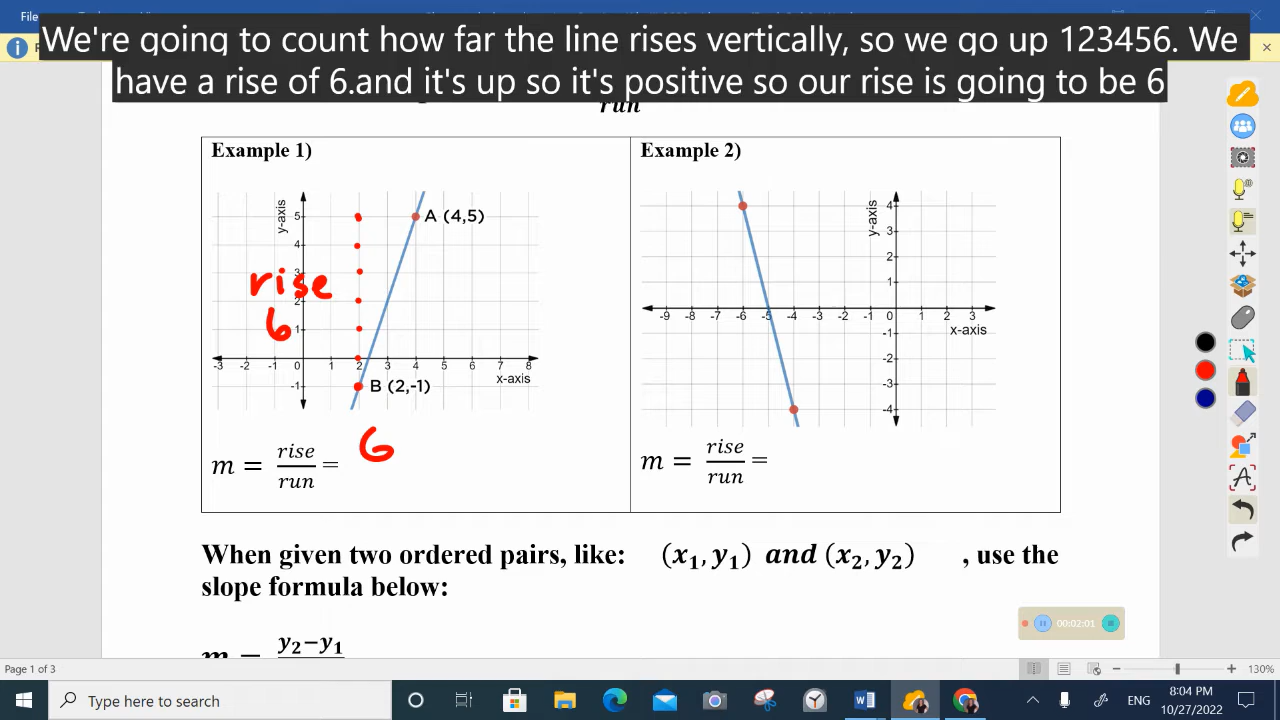 File
We're going to count how far the line rises vertically, so we go up 123456. We
have a rise of 6.and it's up so it's positive so our rise is going to be 6
run
Example 1)
y-axis
5
4
3
2
1
-1
-3 -2 -1 0 1 2 3 4 5 6 7 8
x-axis
A (4,5)
B (2,-1)
rise
6
m = rise/run =
6
Example 2)
y-axis
4
3
2
1
-1
-2
-3
-4
-9 -8 -7 -6 -5 -4 -3 -2 -1 0 1 2 3
x-axis
m = rise/run =
When given two ordered pairs, like: (x₁, y₁) and (x₂, y₂) , use the
slope formula below:
m = y₂−y₁
00:02:01
Page 1 of 3
130%
Type here to search
ENG
8:04 PM
10/27/2022